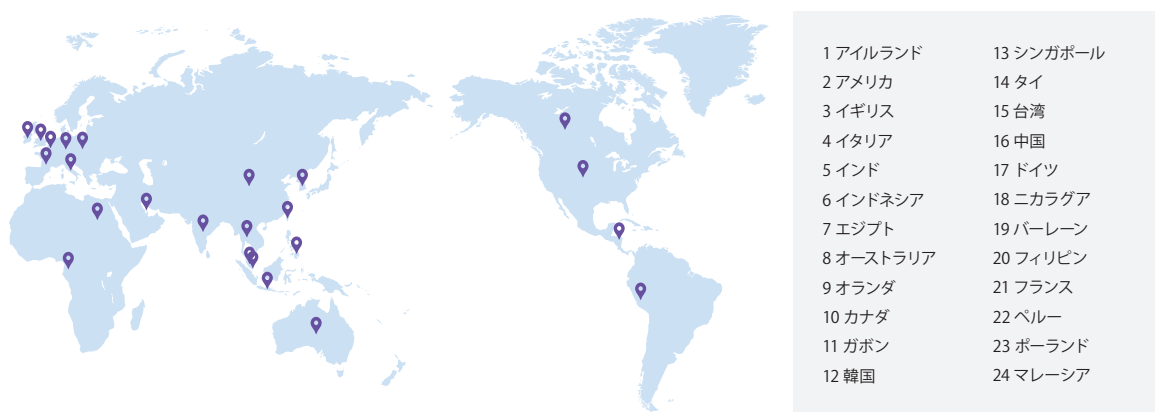 1 アイルランド
2 アメリカ
3 イギリス
4 イタリア
5 インド
6 インドネシア
7 エジプト
8 オーストラリア
9 オランダ
10 カナダ
11 ガボン
12 韓国
13 シンガポール
14 タイ
15 台湾
16 中国
17 ドイツ
18 ニカラグア
19 バーレーン
20 フィリピン
21 フランス
22 ペルー
23 ポーランド
24 マレーシア